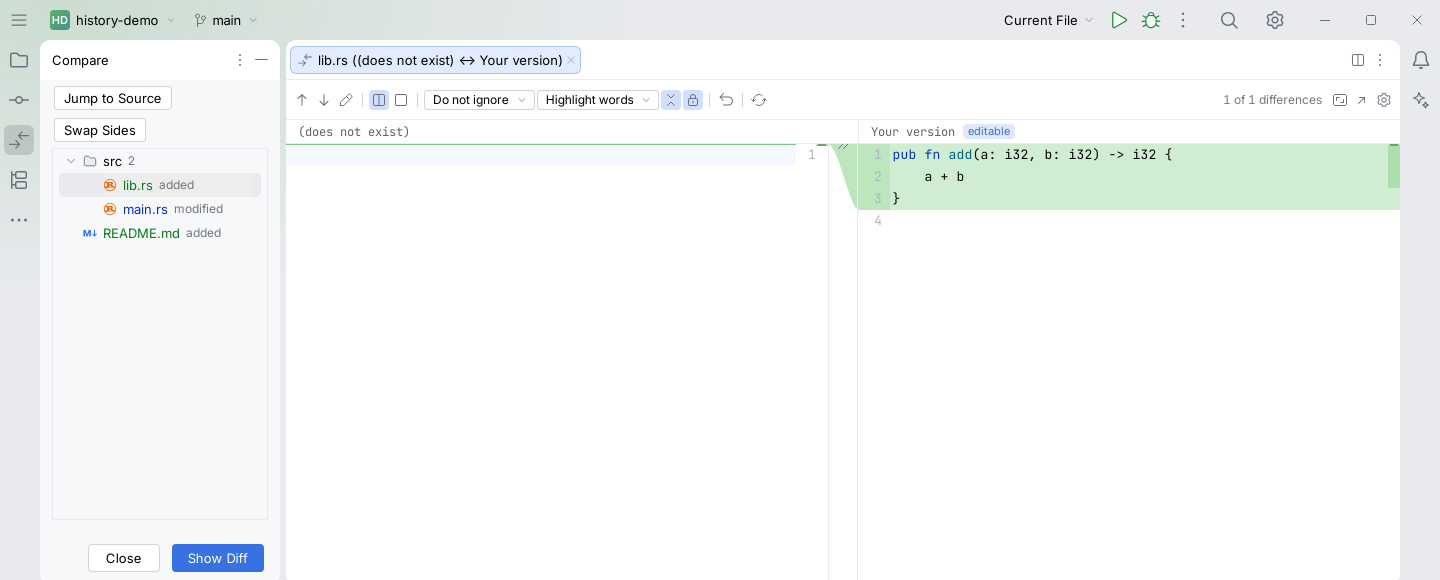 HD history-demo main Current File
Compare
lib.rs ((does not exist) ↔ Your version)
Jump to Source
Do not ignore Highlight words 1 of 1 differences
Swap Sides
(does not exist) Your version editable
src 2
lib.rs added
main.rs modified
M↓ README.md added
1
1 pub fn add(a: i32, b: i32) -> i32 {
2 a + b
3 }
4
Close Show Diff